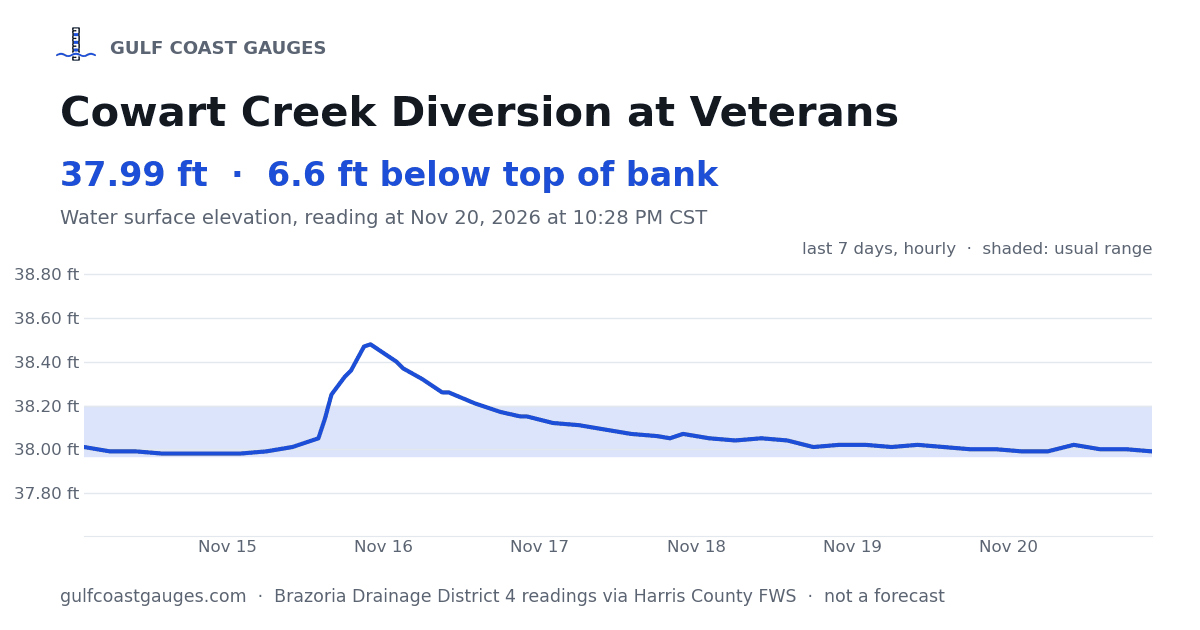 GULF COAST GAUGES
Cowart Creek Diversion at Veterans
37.99 ft · 6.6 ft below top of bank
Water surface elevation, reading at Nov 20, 2026 at 10:28 PM CST
last 7 days, hourly · shaded: usual range
38.80 ft
38.60 ft
38.40 ft
38.20 ft
38.00 ft
37.80 ft
Nov 15 Nov 16 Nov 17 Nov 18 Nov 19 Nov 20
gulfcoastgauges.com · Brazoria Drainage District 4 readings via Harris County FWS · not a forecast